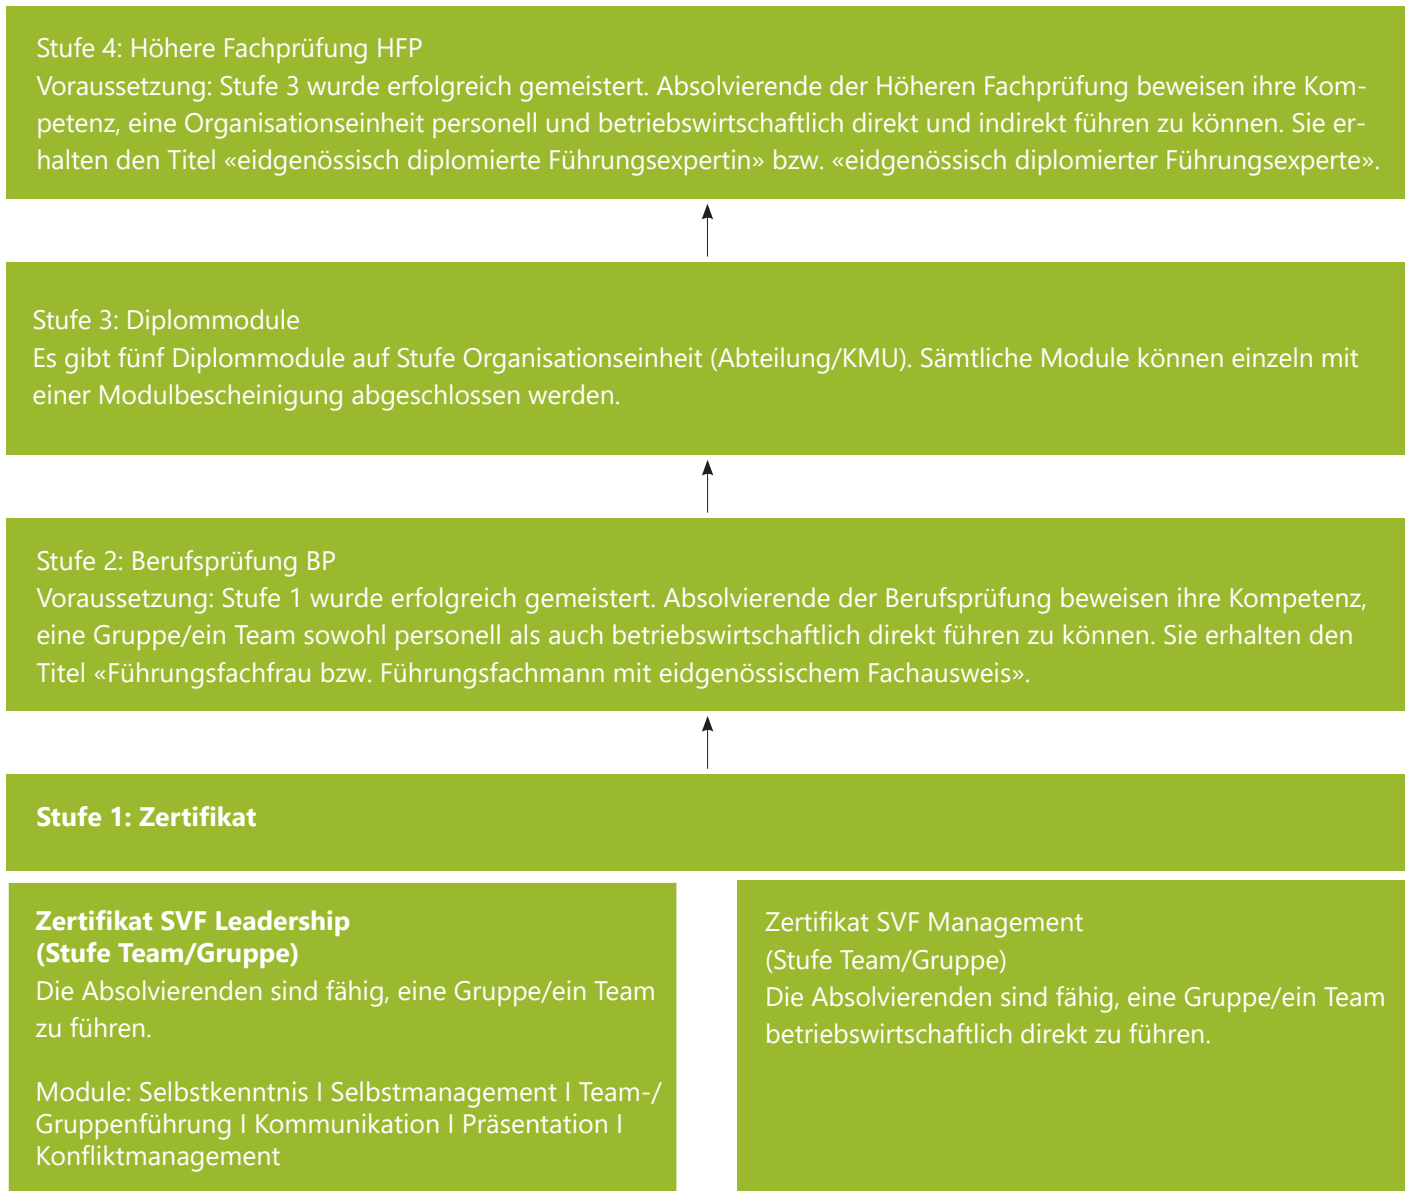 Stufe 4: Höhere Fachprüfung HFP
Voraussetzung: Stufe 3 wurde erfolgreich gemeistert. Absolvierende der Höheren Fachprüfung beweisen ihre Kom-
petenz, eine Organisationseinheit personell und betriebswirtschaftlich direkt und indirekt führen zu können. Sie er-
halten den Titel «eidgenössisch diplomierte Führungsexpertin» bzw. «eidgenössisch diplomierter Führungsexperte».
Stufe 3: Diplommodule
Es gibt fünf Diplommodule auf Stufe Organisationseinheit (Abteilung/KMU). Sämtliche Module können einzeln mit
einer Modulbescheinigung abgeschlossen werden.
Stufe 2: Berufsprüfung BP
Voraussetzung: Stufe 1 wurde erfolgreich gemeistert. Absolvierende der Berufsprüfung beweisen ihre Kompetenz,
eine Gruppe/ein Team sowohl personell als auch betriebswirtschaftlich direkt führen zu können. Sie erhalten den
Titel «Führungsfachfrau bzw. Führungsfachmann mit eidgenössischem Fachausweis».
Stufe 1: Zertifikat
Zertifikat SVF Leadership
(Stufe Team/Gruppe)
Die Absolvierenden sind fähig, eine Gruppe/ein Team
zu führen.
Module: Selbstkenntnis I Selbstmanagement I Team-/
Gruppenführung I Kommunikation I Präsentation I
Konfliktmanagement
Zertifikat SVF Management
(Stufe Team/Gruppe)
Die Absolvierenden sind fähig, eine Gruppe/ein Team
betriebswirtschaftlich direkt zu führen.